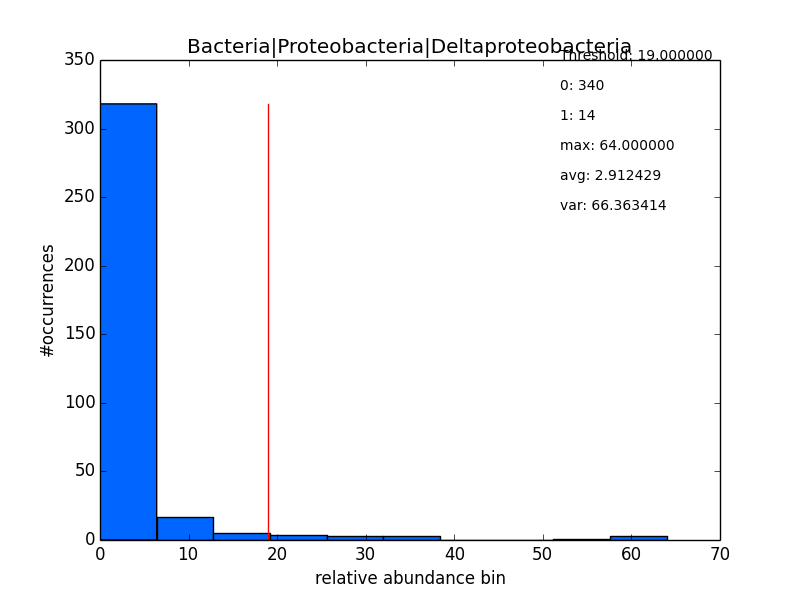 Bacteria|Proteobacteria|Deltaproteobacteria
Threshold: 19.000000
0: 340
1: 14
max: 64.000000
avg: 2.912429
var: 66.363414
350
300
250
200
150
100
50
0
#occurrences
0 10 20 30 40 50 60 70
relative abundance bin